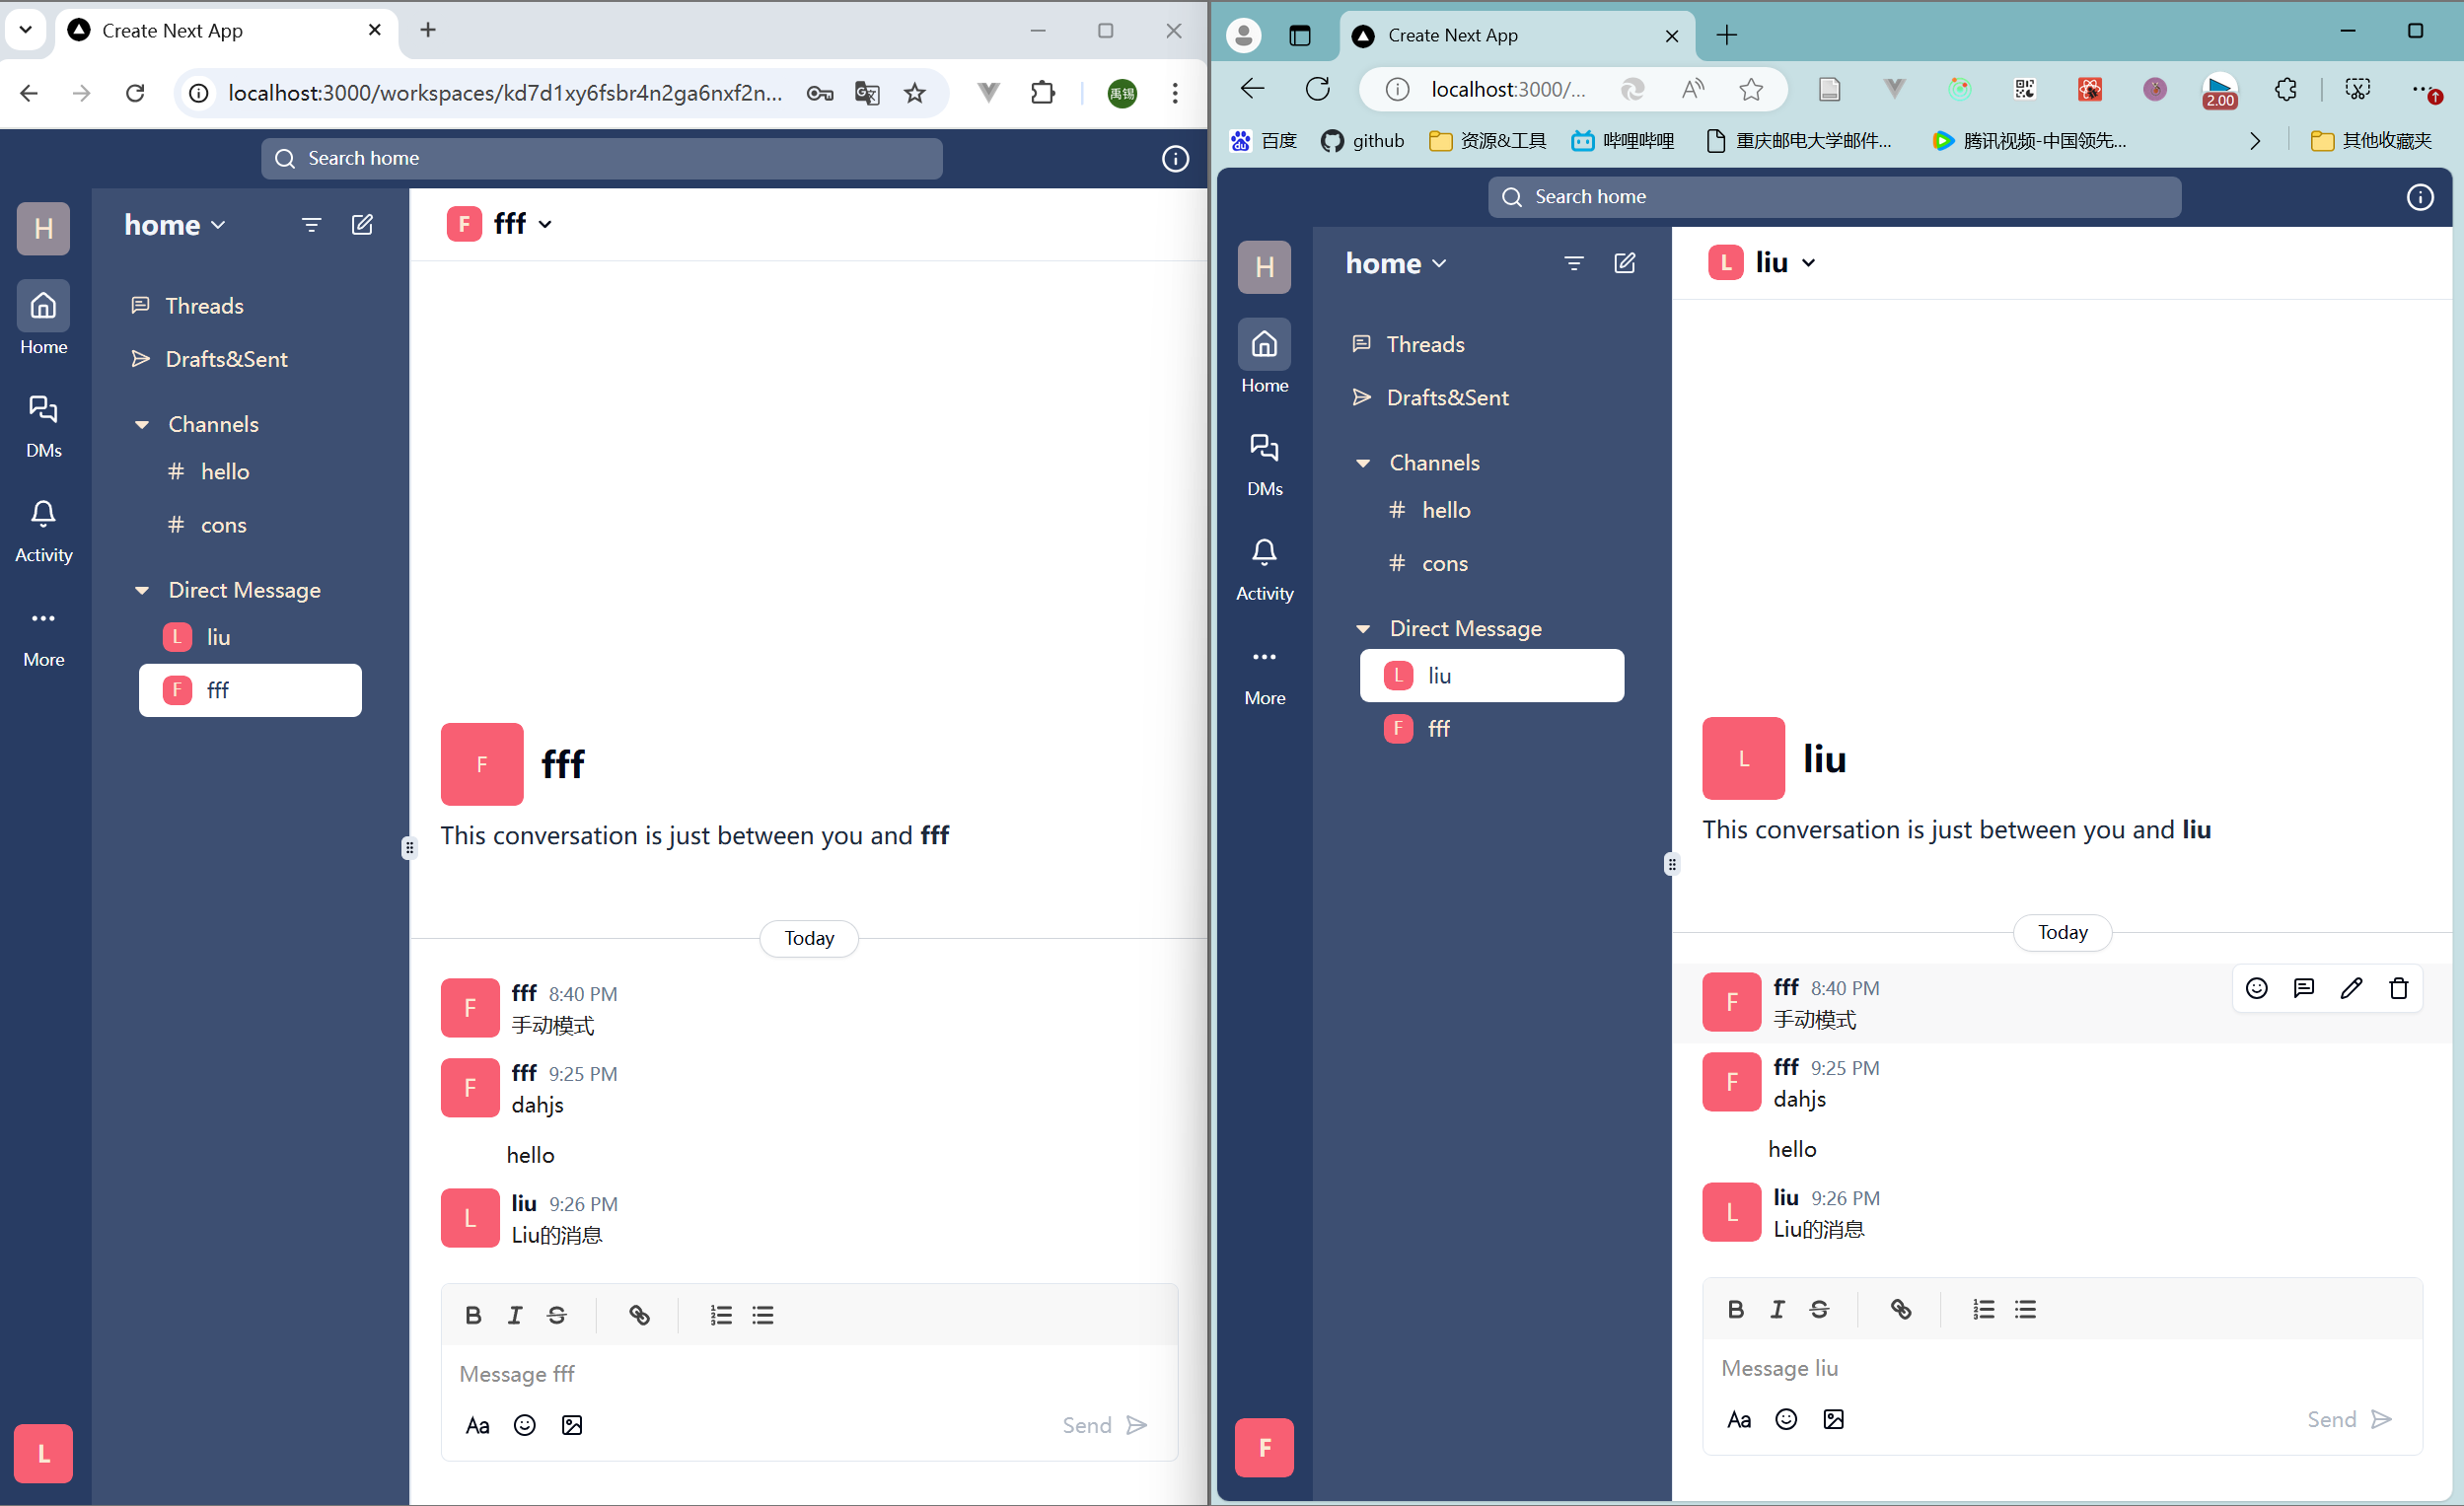 Create Next App
localhost:3000/workspaces/kd7d1xy6fsbr4n2ga6nxf2n...
禹锡
Search home
H
home
F fff
Home
Threads
Drafts&Sent
DMs
Channels
# hello
# cons
Activity
Direct Message
L liu
F fff
More
F
fff
This conversation is just between you and fff
Today
F
fff 8:40 PM
手动模式
F
fff 9:25 PM
dahjs
hello
L
liu 9:26 PM
Liu的消息
B I S
Message fff
Aa
Send
L
Create Next App
localhost:3000/...
2.00
百度
github
资源&工具
哔哩哔哩
重庆邮电大学邮件...
腾讯视频-中国领先...
其他收藏夹
Search home
H
home
L liu
Home
Threads
Drafts&Sent
DMs
Channels
# hello
# cons
Activity
Direct Message
L liu
F fff
More
L
liu
This conversation is just between you and liu
Today
F
fff 8:40 PM
手动模式
F
fff 9:25 PM
dahjs
hello
L
liu 9:26 PM
Liu的消息
B I S
Message liu
Aa
Send
F